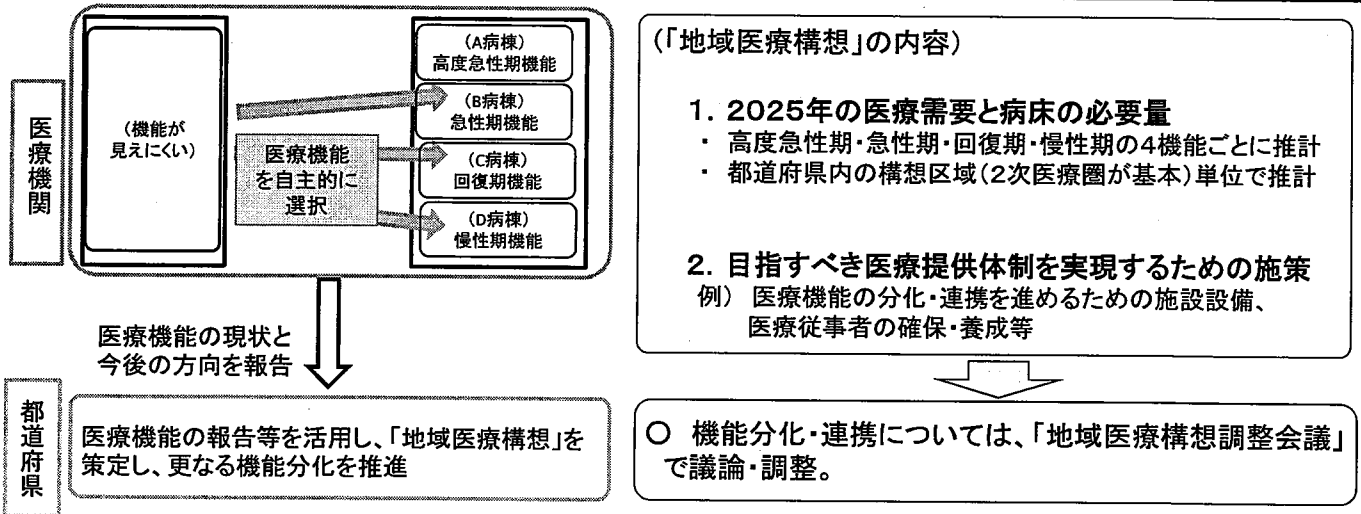 医療機関
(機能が
見えにくい)
医療機能
を自主的に
選択
(A病棟)
高度急性期機能
(B病棟)
急性期機能
(C病棟)
回復期機能
(D病棟)
慢性期機能
医療機能の現状と
今後の方向を報告
都道府県
医療機能の報告等を活用し、「地域医療構想」を
策定し、更なる機能分化を推進
(「地域医療構想」の内容)
1. 2025年の医療需要と病床の必要量
・ 高度急性期・急性期・回復期・慢性期の4機能ごとに推計
・ 都道府県内の構想区域(2次医療圏が基本)単位で推計
2. 目指すべき医療提供体制を実現するための施策
例) 医療機能の分化・連携を進めるための施設設備、
医療従事者の確保・養成等
○ 機能分化・連携については、「地域医療構想調整会議」
で議論・調整。